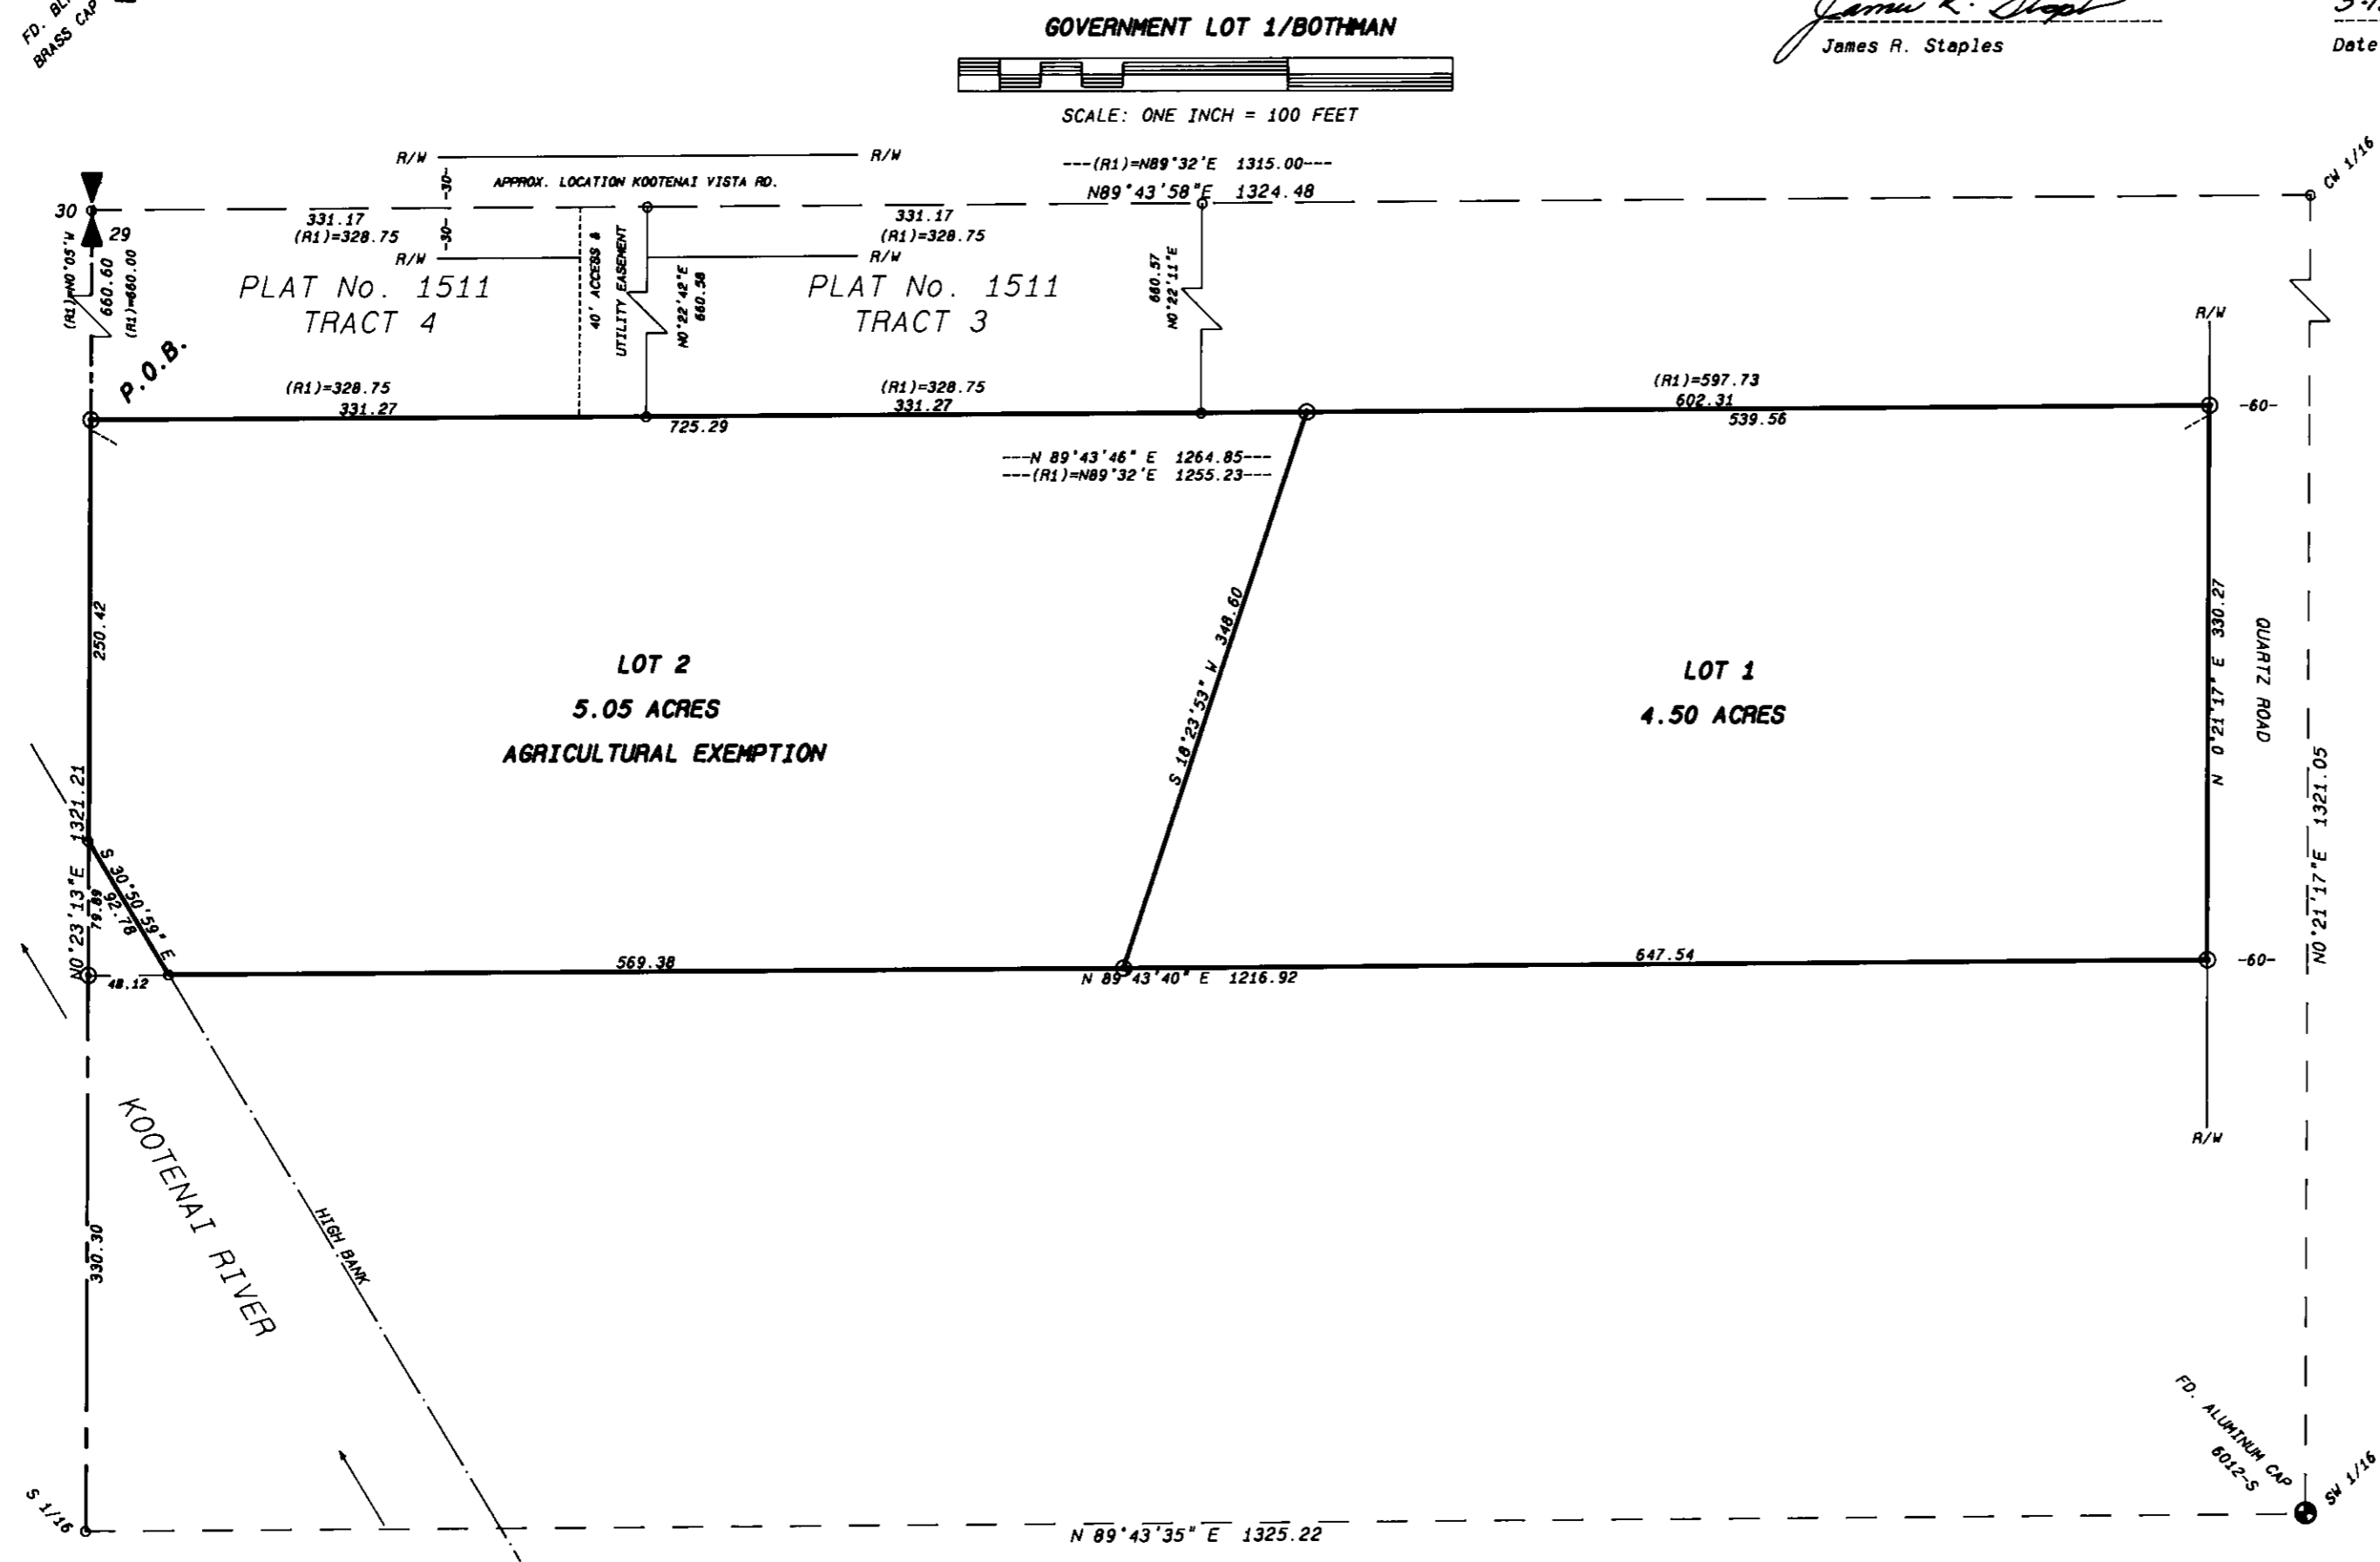 BRASS CAP
GOVERNMENT LOT 1/BOTHMAN
SCALE: ONE INCH = 100 FEET
James R. Staples
Date
R/W
R/W
-30-
-30-
APPROX. LOCATION KOOTENAI VISTA RD.
---(R1)=N89°32'E 1315.00---
N89°43'58"E 1324.48
CW 1/16
30
29
331.17
(R1)=328.75
331.17
(R1)=328.75
R/W
R/W
(R1)=N0°05'W
660.60
(R1)=660.00
PLAT No. 1511
TRACT 4
40' ACCESS &
UTILITY EASEMENT
N0°22'42"E
660.58
PLAT No. 1511
TRACT 3
660.57
N0°22'11"E
R/W
P.O.B.
(R1)=328.75
331.27
(R1)=328.75
331.27
725.29
(R1)=597.73
602.31
539.56
-60-
---N 89°43'46" E 1264.85---
---(R1)=N89°32'E 1255.23---
250.42
LOT 2
5.05 ACRES
AGRICULTURAL EXEMPTION
S 18°23'53" W 348.60
LOT 1
4.50 ACRES
N 0°21'17" E 330.27
QUARTZ ROAD
N0°21'17"E 1321.05
N0°23'13"E 1321.21
79.89
S 30°50'59" E
92.78
48.12
569.38
N 89°43'40" E 1216.92
647.54
-60-
R/W
KOOTENAI RIVER
HIGH BANK
330.30
FD. ALUMINUM CAP
6012-S
SW 1/16
S 1/16
N 89°43'35" E 1325.22